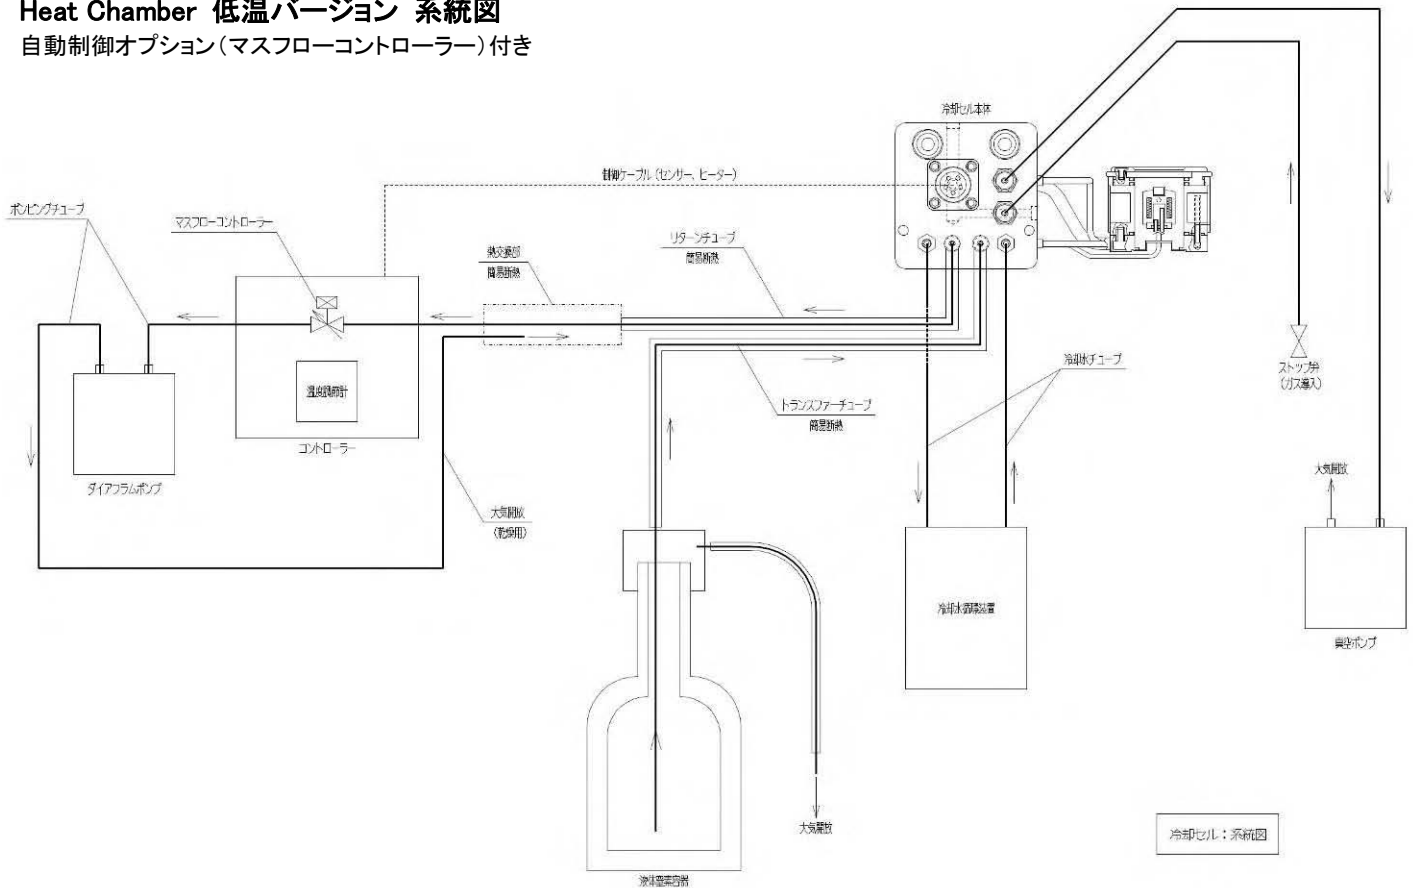 Heat Chamber 低温バージョン 系統図
自動制御オプション（マスフローコントローラー）付き
冷却セル本体
制御ケーブル（センサー、ヒーター）
ポンピングチューブ
マスフローコントローラー
熱交換部
簡易断熱
リターンチューブ
簡易断熱
温度調節計
コントローラー
ダイアフラムポンプ
トランスファーチューブ
簡易断熱
冷却水チューブ
ストップ弁
（ガス導入）
大気開放
（乾燥用）
大気開放
冷却水循環装置
真空ポンプ
大気開放
冷却セル：系統図
液体窒素容器